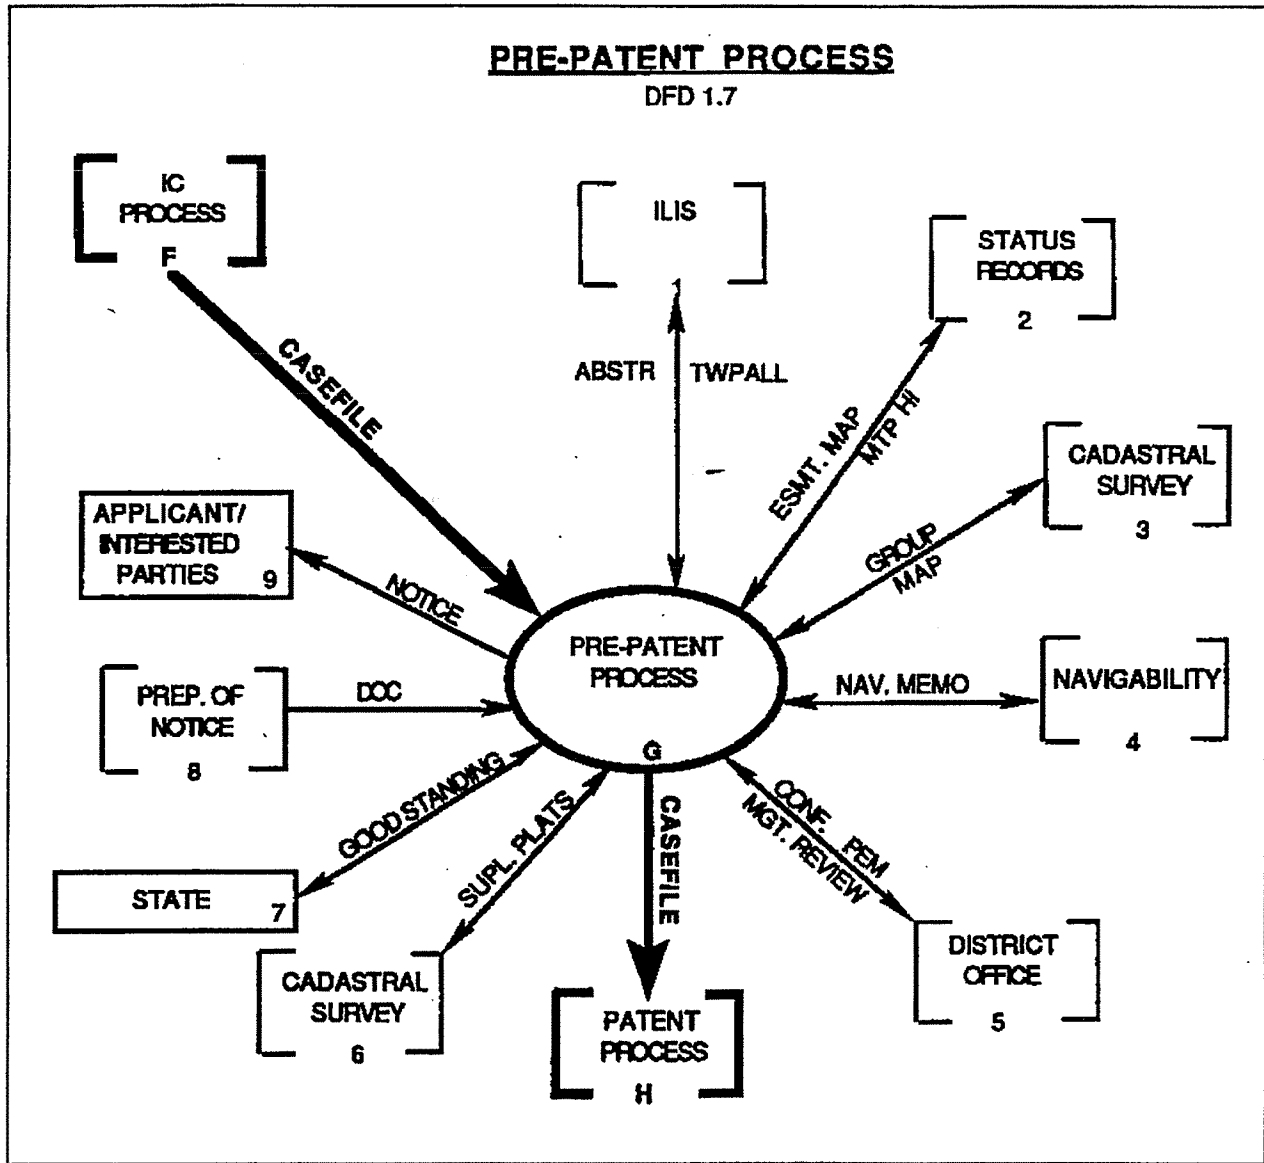 PRE-PATENT PROCESS
DFD 1.7
IC
PROCESS
F
ILIS
1
STATUS
RECORDS
2
CASEFILE
ABSTR
TWPALL
ESMT. MAP
MTP HI
CADASTRAL
SURVEY
3
GROUP
MAP
APPLICANT/
INTERESTED
PARTIES
9
NOTICE
PRE-PATENT
PROCESS
G
PREP. OF
NOTICE
8
DOC
NAV. MEMO
NAVIGABILITY
4
GOOD STANDING
SUPL. PLATS
CASEFILE
CONF. PEM
MGT. REVIEW
STATE
7
CADASTRAL
SURVEY
6
PATENT
PROCESS
H
DISTRICT
OFFICE
5